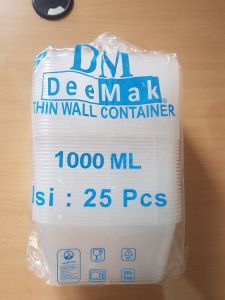 DM
DeeMak
THIN WALL CONTAINER
1000 ML
Isi : 25 Pcs